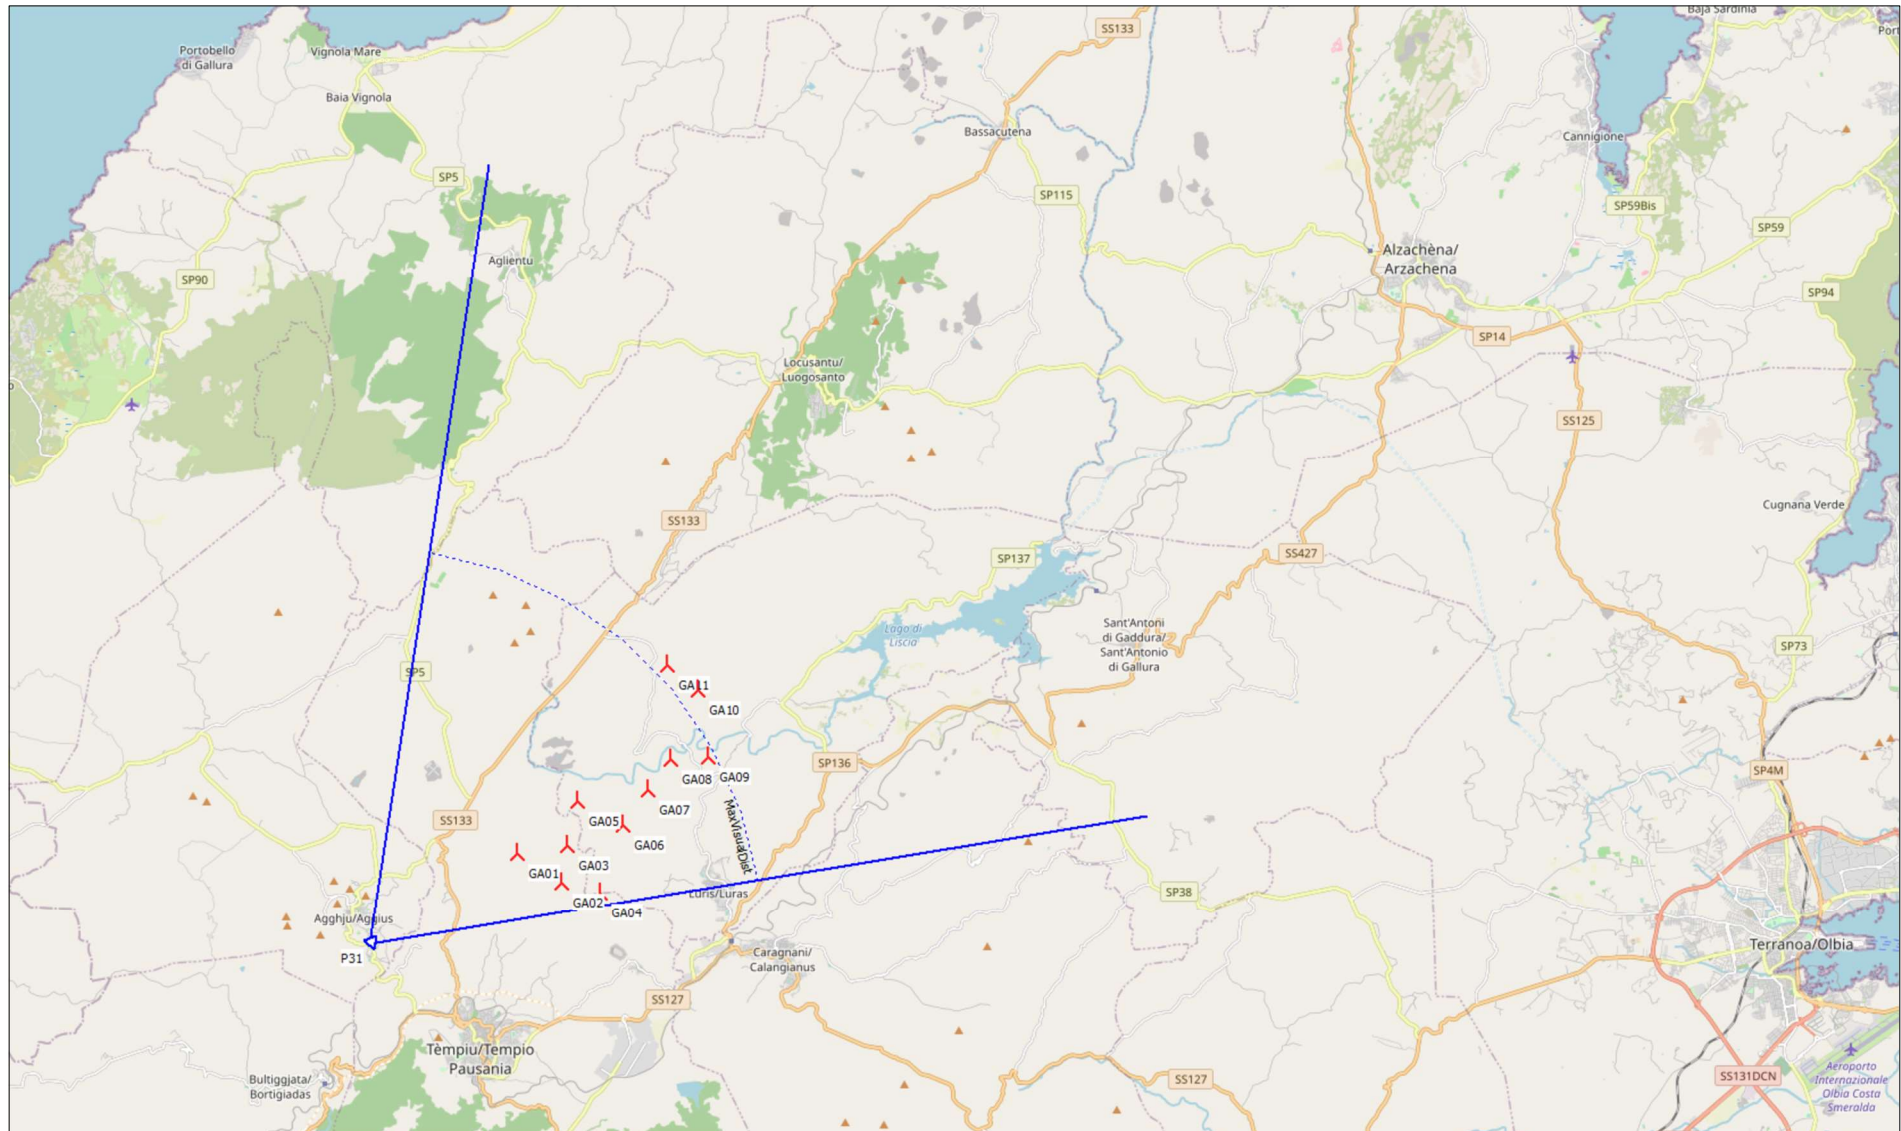 Baja Sardinia
SS133
Portobello
di Gallura
Vignola Mare
Port
Baia Vignola
Bassacutena
Cannigione
SP5
SP115
SP59Bis
SP59
Aglientu
Alzachèna/
Arzachena
SP90
SP94
SP14
Locusantu/
Luogosanto
o
SS125
SS133
Cugnana Verde
SP137
SS427
Lago di
Liscia
Sant'Antoni
di Gaddura/
Sant'Antonio
di Gallura
SP73
SP5
GA11
GA10
SP136
SP4M
GA08
GA09
GA07
SS133
GA05
GA06
MaxVisualDist
GA03
GA01
Luris/Luras
SP38
GA02
GA04
Agghju/Aggius
P31
Terranoa/Olbia
Caragnani/
Calangianus
SS127
Tèmpiu/Tempio
Pausania
Bultiggjata/
Bortigiadas
SS127
SS131DCN
Aeroporto
Internazionale
Olbia Costa
Smeralda